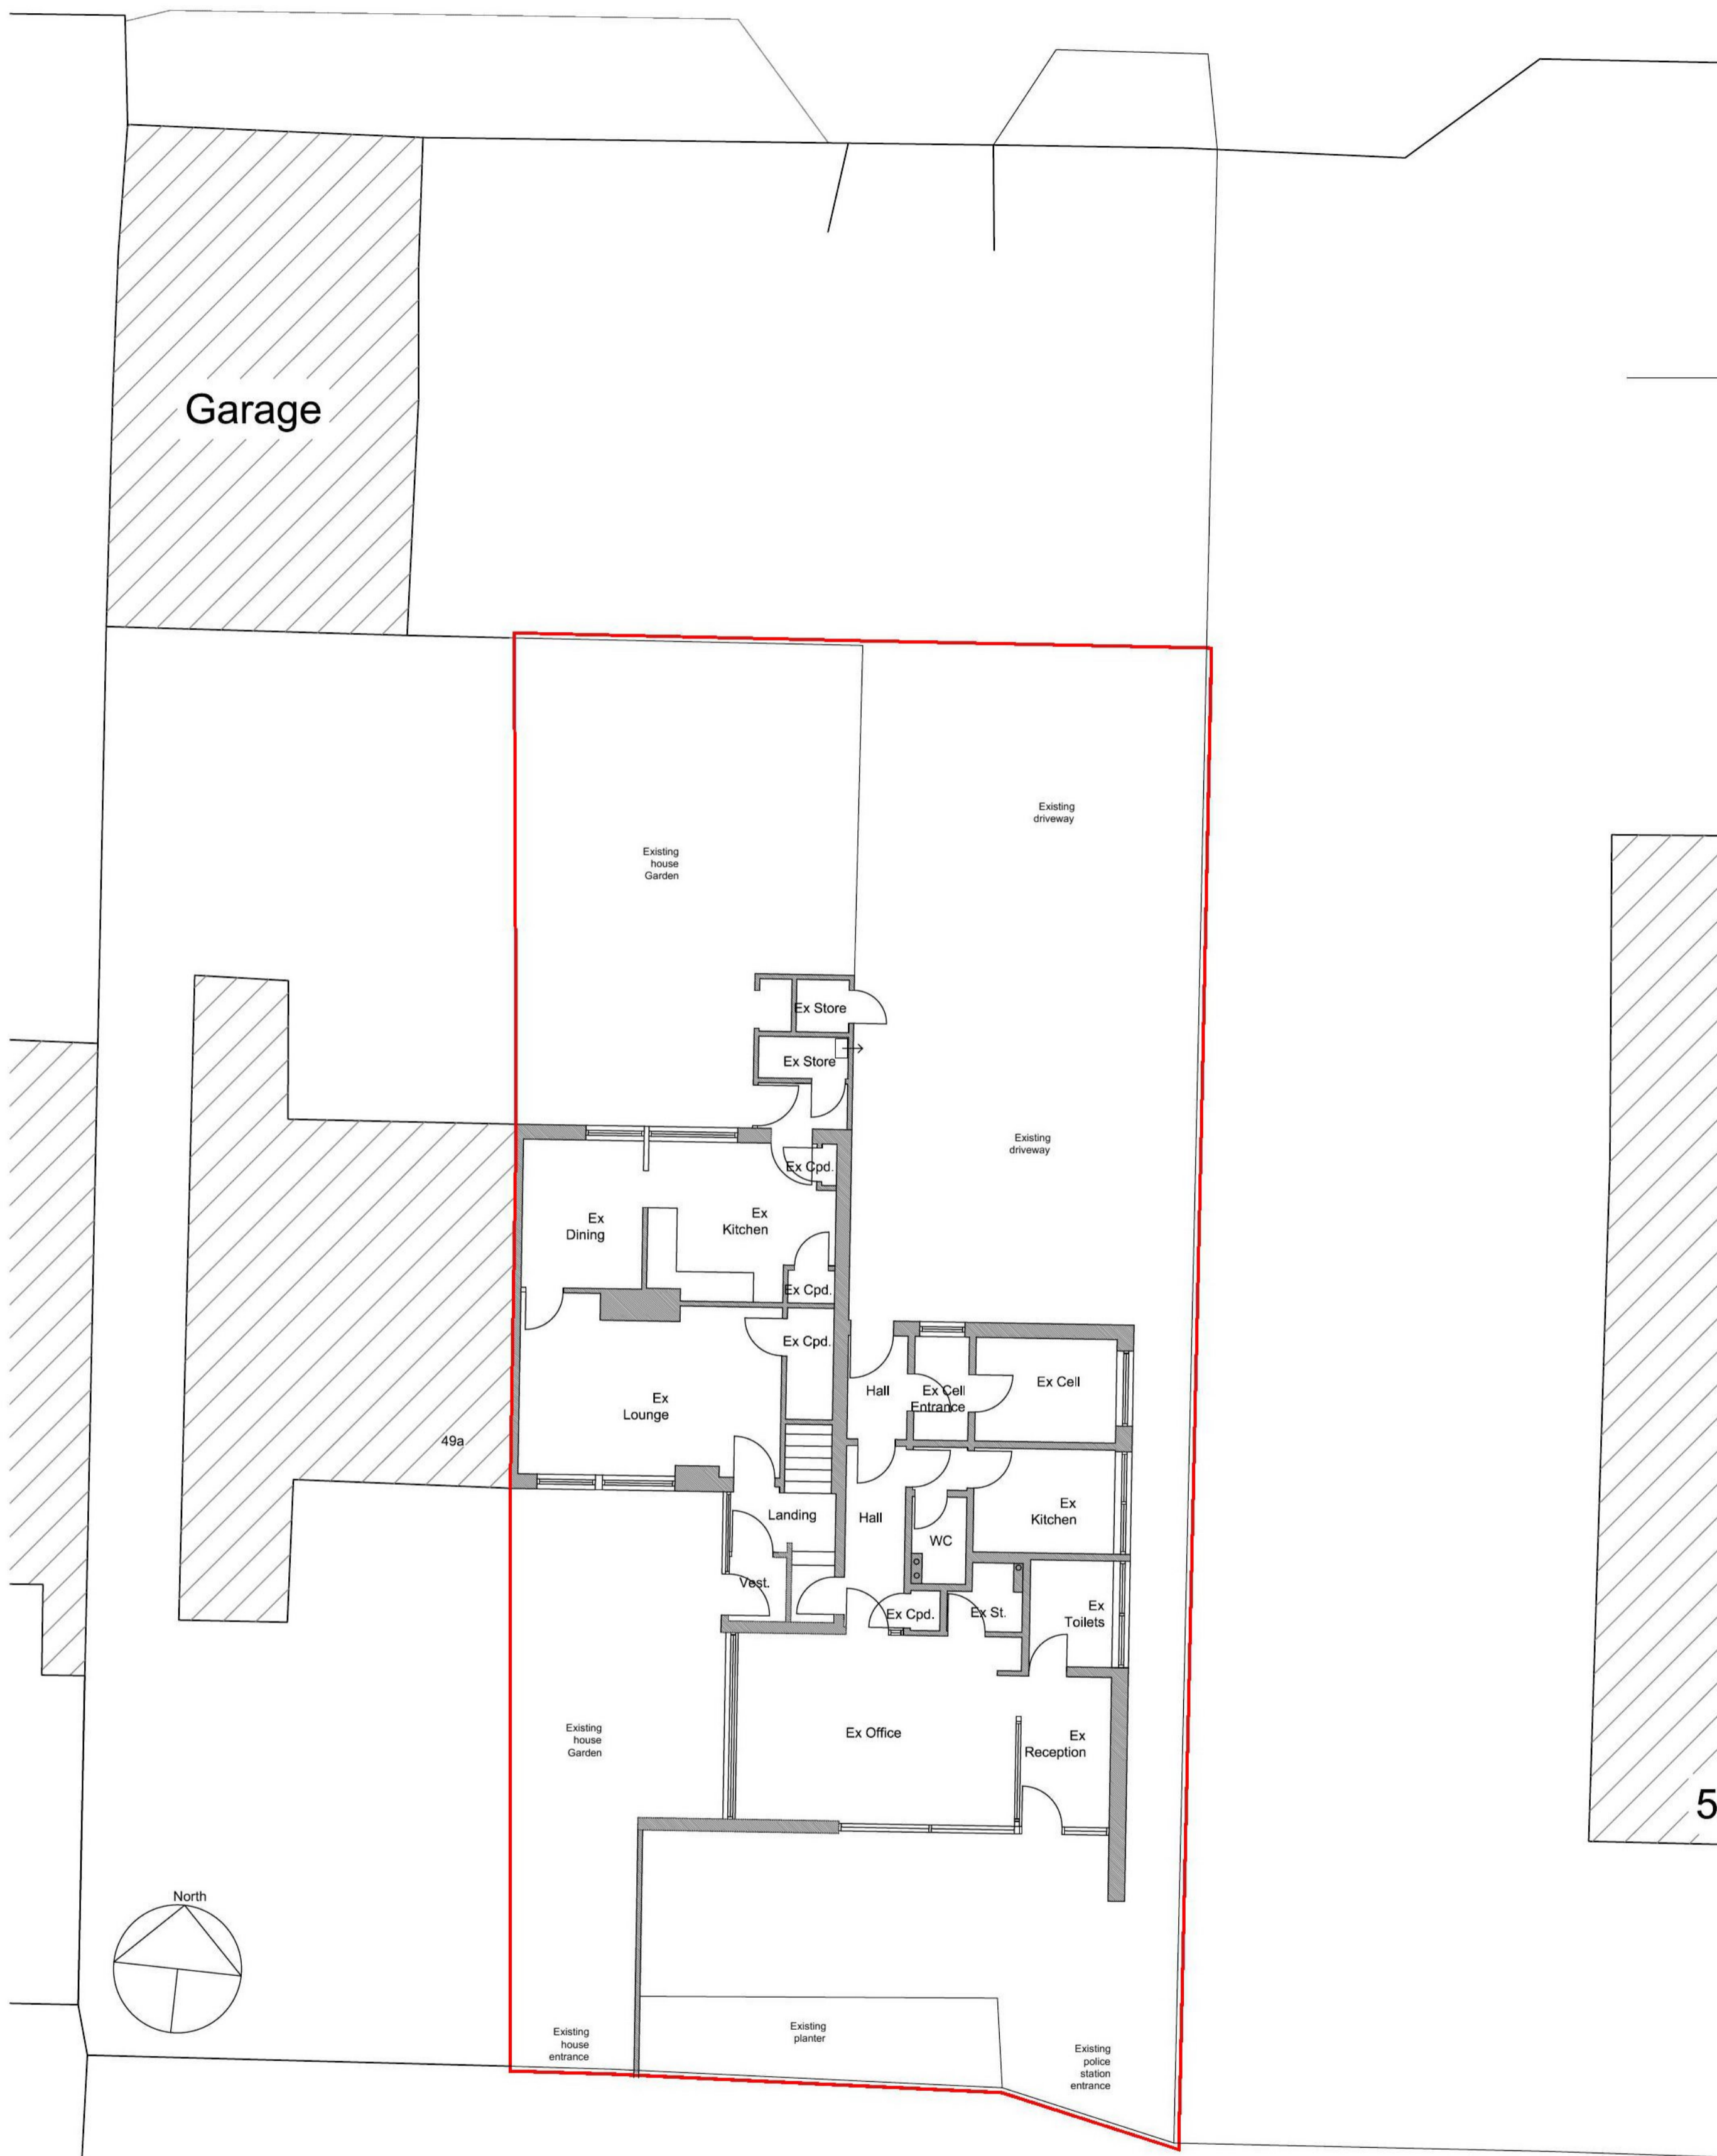 Garage
Existing
driveway
Existing
house
Garden
Ex Store
Ex Store
Existing
driveway
Ex Cpd.
Ex
Dining
Ex
Kitchen
Ex Cpd.
Ex Cpd.
Ex
Lounge
Hall
Ex Cell
Entrance
Ex Cell
49a
Landing
Hall
WC
Ex
Kitchen
Vest.
Ex Cpd.
Ex St.
Ex
Toilets
Existing
house
Garden
Ex Office
Ex
Reception
5
North
Existing
house
entrance
Existing
planter
Existing
police
station
entrance